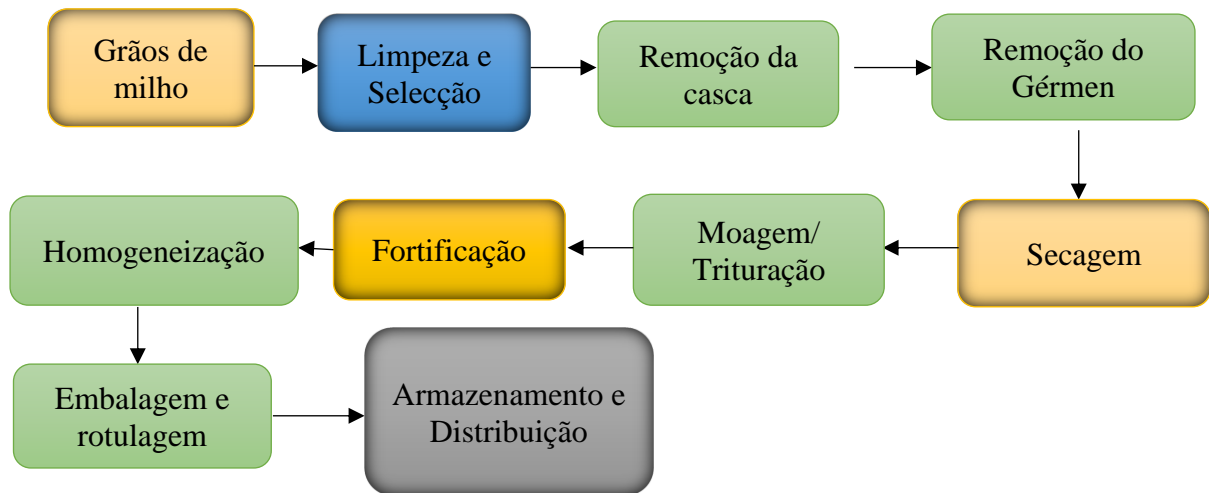 Grãos de
milho
Limpeza e
Selecção
Remoção da
casca
Remoção do
Gérmen
Secagem
Moagem/
Trituração
Fortificação
Homogeneização
Embalagem e
rotulagem
Armazenamento e
Distribuição